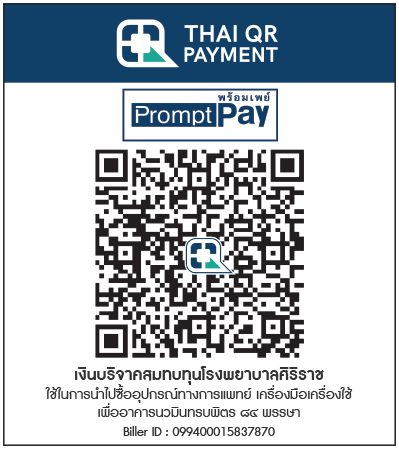 THAI QR
PAYMENT
พร้อมเพย์
PromptPay
เงินบริจาคสมทบทุนโรงพยาบาลศิริราช
ใช้ในการนำไปซื้ออุปกรณ์ทางการแพทย์ เครื่องมือเครื่องใช้
เพื่ออาคารนวมินทรบพิตร ๘๔ พรรษา
Biller ID : 099400015837870